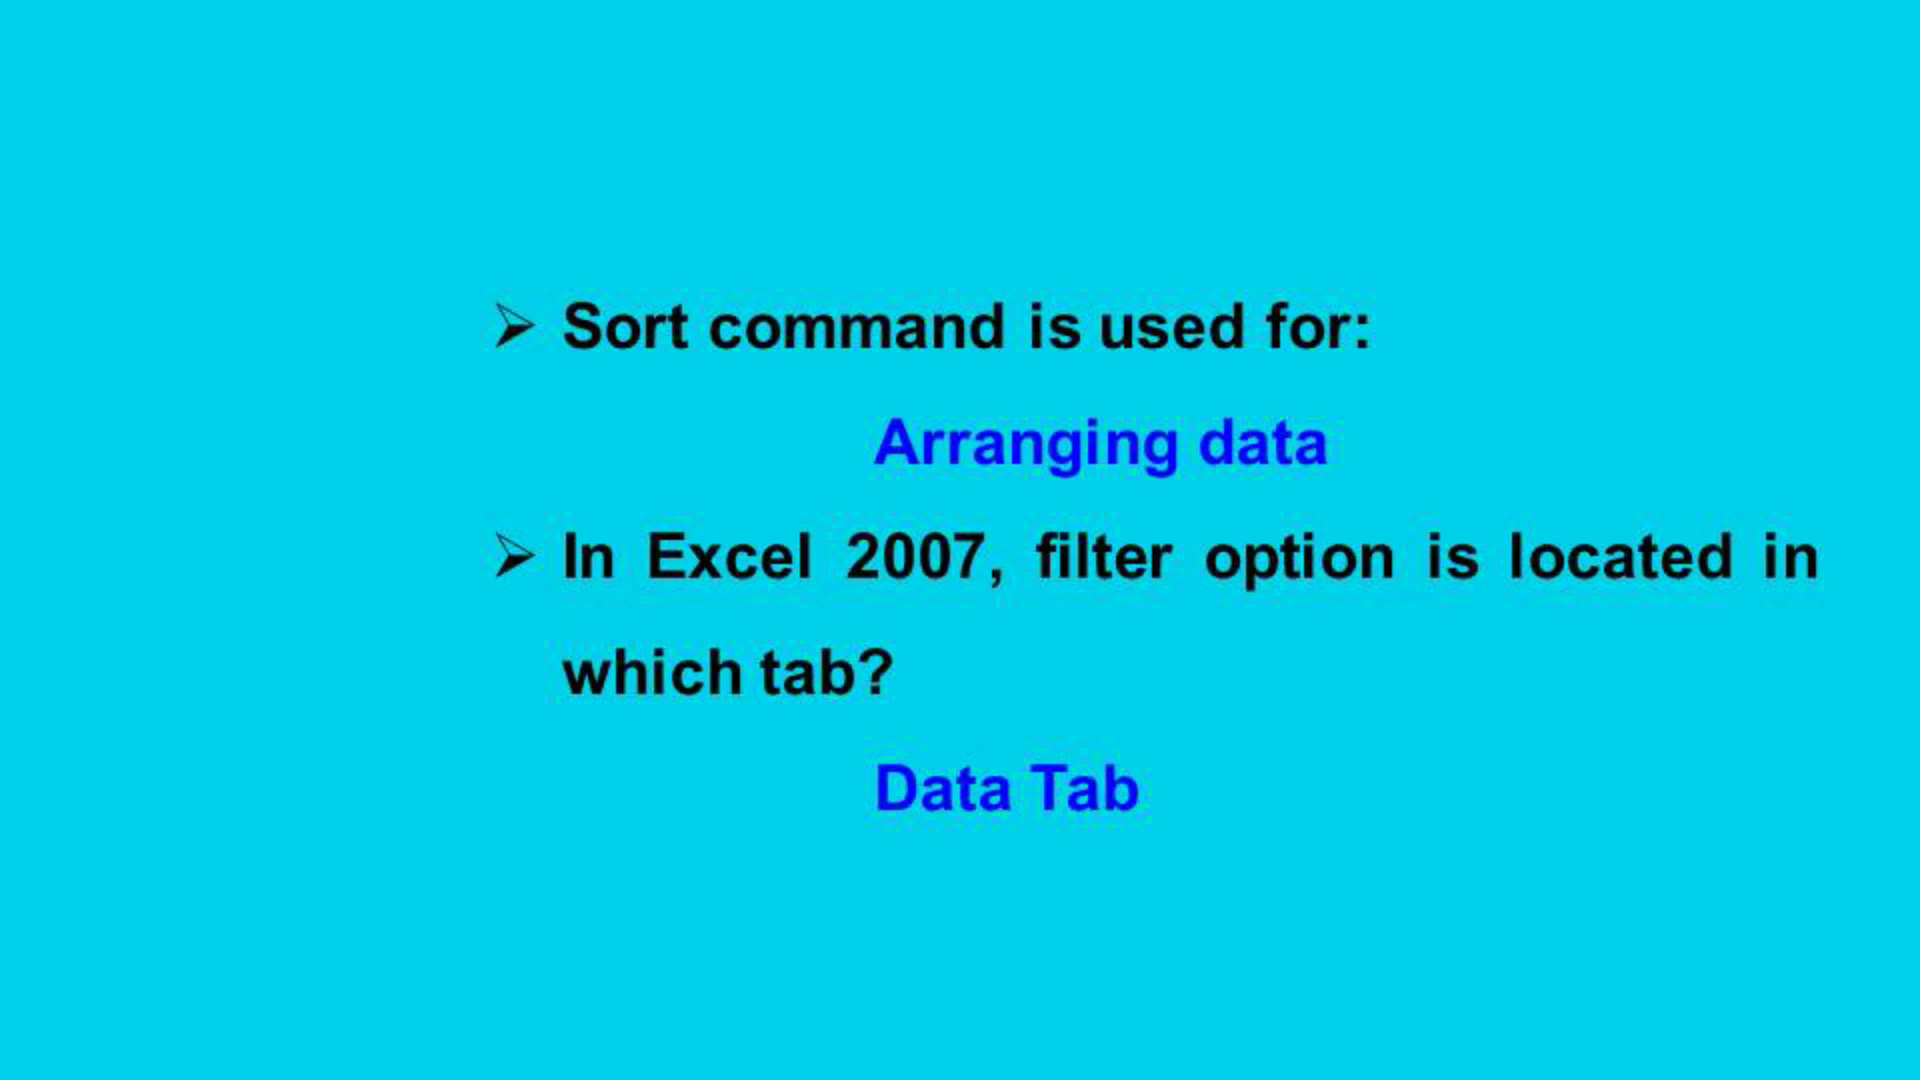 ➢ Sort command is used for:
Arranging data
➢ In Excel 2007, filter option is located in
which tab?
Data Tab